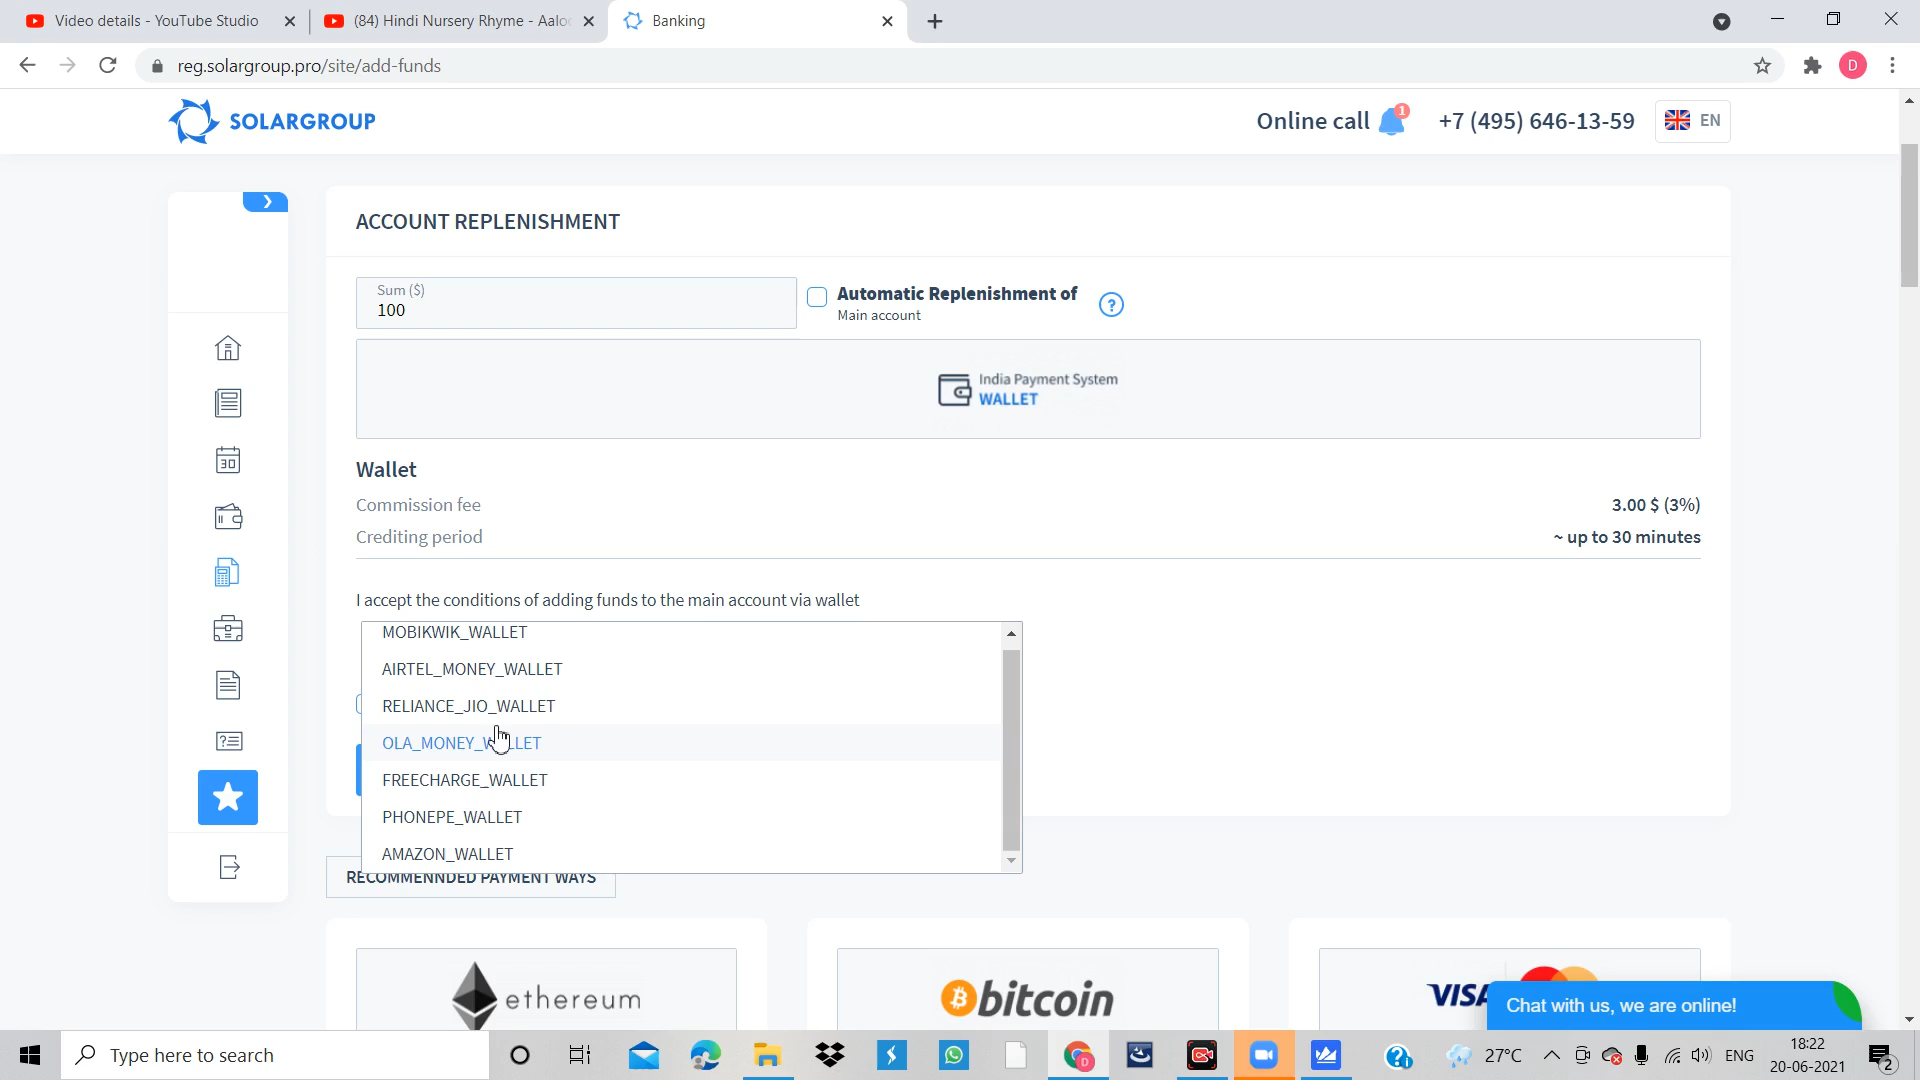 Video details - YouTube Studio
(84) Hindi Nursery Rhyme - Aaloo
Banking
reg.solargroup.pro/site/add-funds
D
SOLARGROUP
Online call
1
+7 (495) 646-13-59
EN
ACCOUNT REPLENISHMENT
Sum ($)
100
Automatic Replenishment of
Main account
?
India Payment System
WALLET
Wallet
Commission fee
3.00 $ (3%)
Crediting period
~ up to 30 minutes
I accept the conditions of adding funds to the main account via wallet
MOBIKWIK_WALLET
AIRTEL_MONEY_WALLET
RELIANCE_JIO_WALLET
OLA_MONEY_WALLET
FREECHARGE_WALLET
PHONEPE_WALLET
AMAZON_WALLET
RECOMMENNDED PAYMENT WAYS
30
ethereum
bitcoin
VISA
Chat with us, we are online!
Type here to search
27°C
ENG
18:22
20-06-2021
2